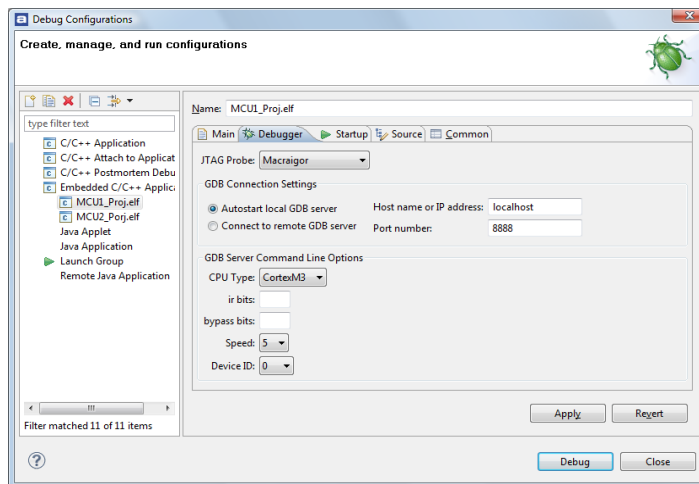 a Debug Configurations
Create, manage, and run configurations
type filter text
c C/C++ Application
c C/C++ Attach to Applicat
c C/C++ Postmortem Debu
c Embedded C/C++ Applic
c MCU1_Proj.elf
c MCU2_Porj.elf
Java Applet
Java Application
Launch Group
Remote Java Application
Filter matched 11 of 11 items
Name: MCU1_Proj.elf
Main Debugger Startup Source Common
JTAG Probe: Macraigor
GDB Connection Settings
Autostart local GDB server Host name or IP address: localhost
Connect to remote GDB server Port number: 8888
GDB Server Command Line Options
CPU Type: CortexM3
ir bits:
bypass bits:
Speed: 5
Device ID: 0
Apply Revert
? Debug Close